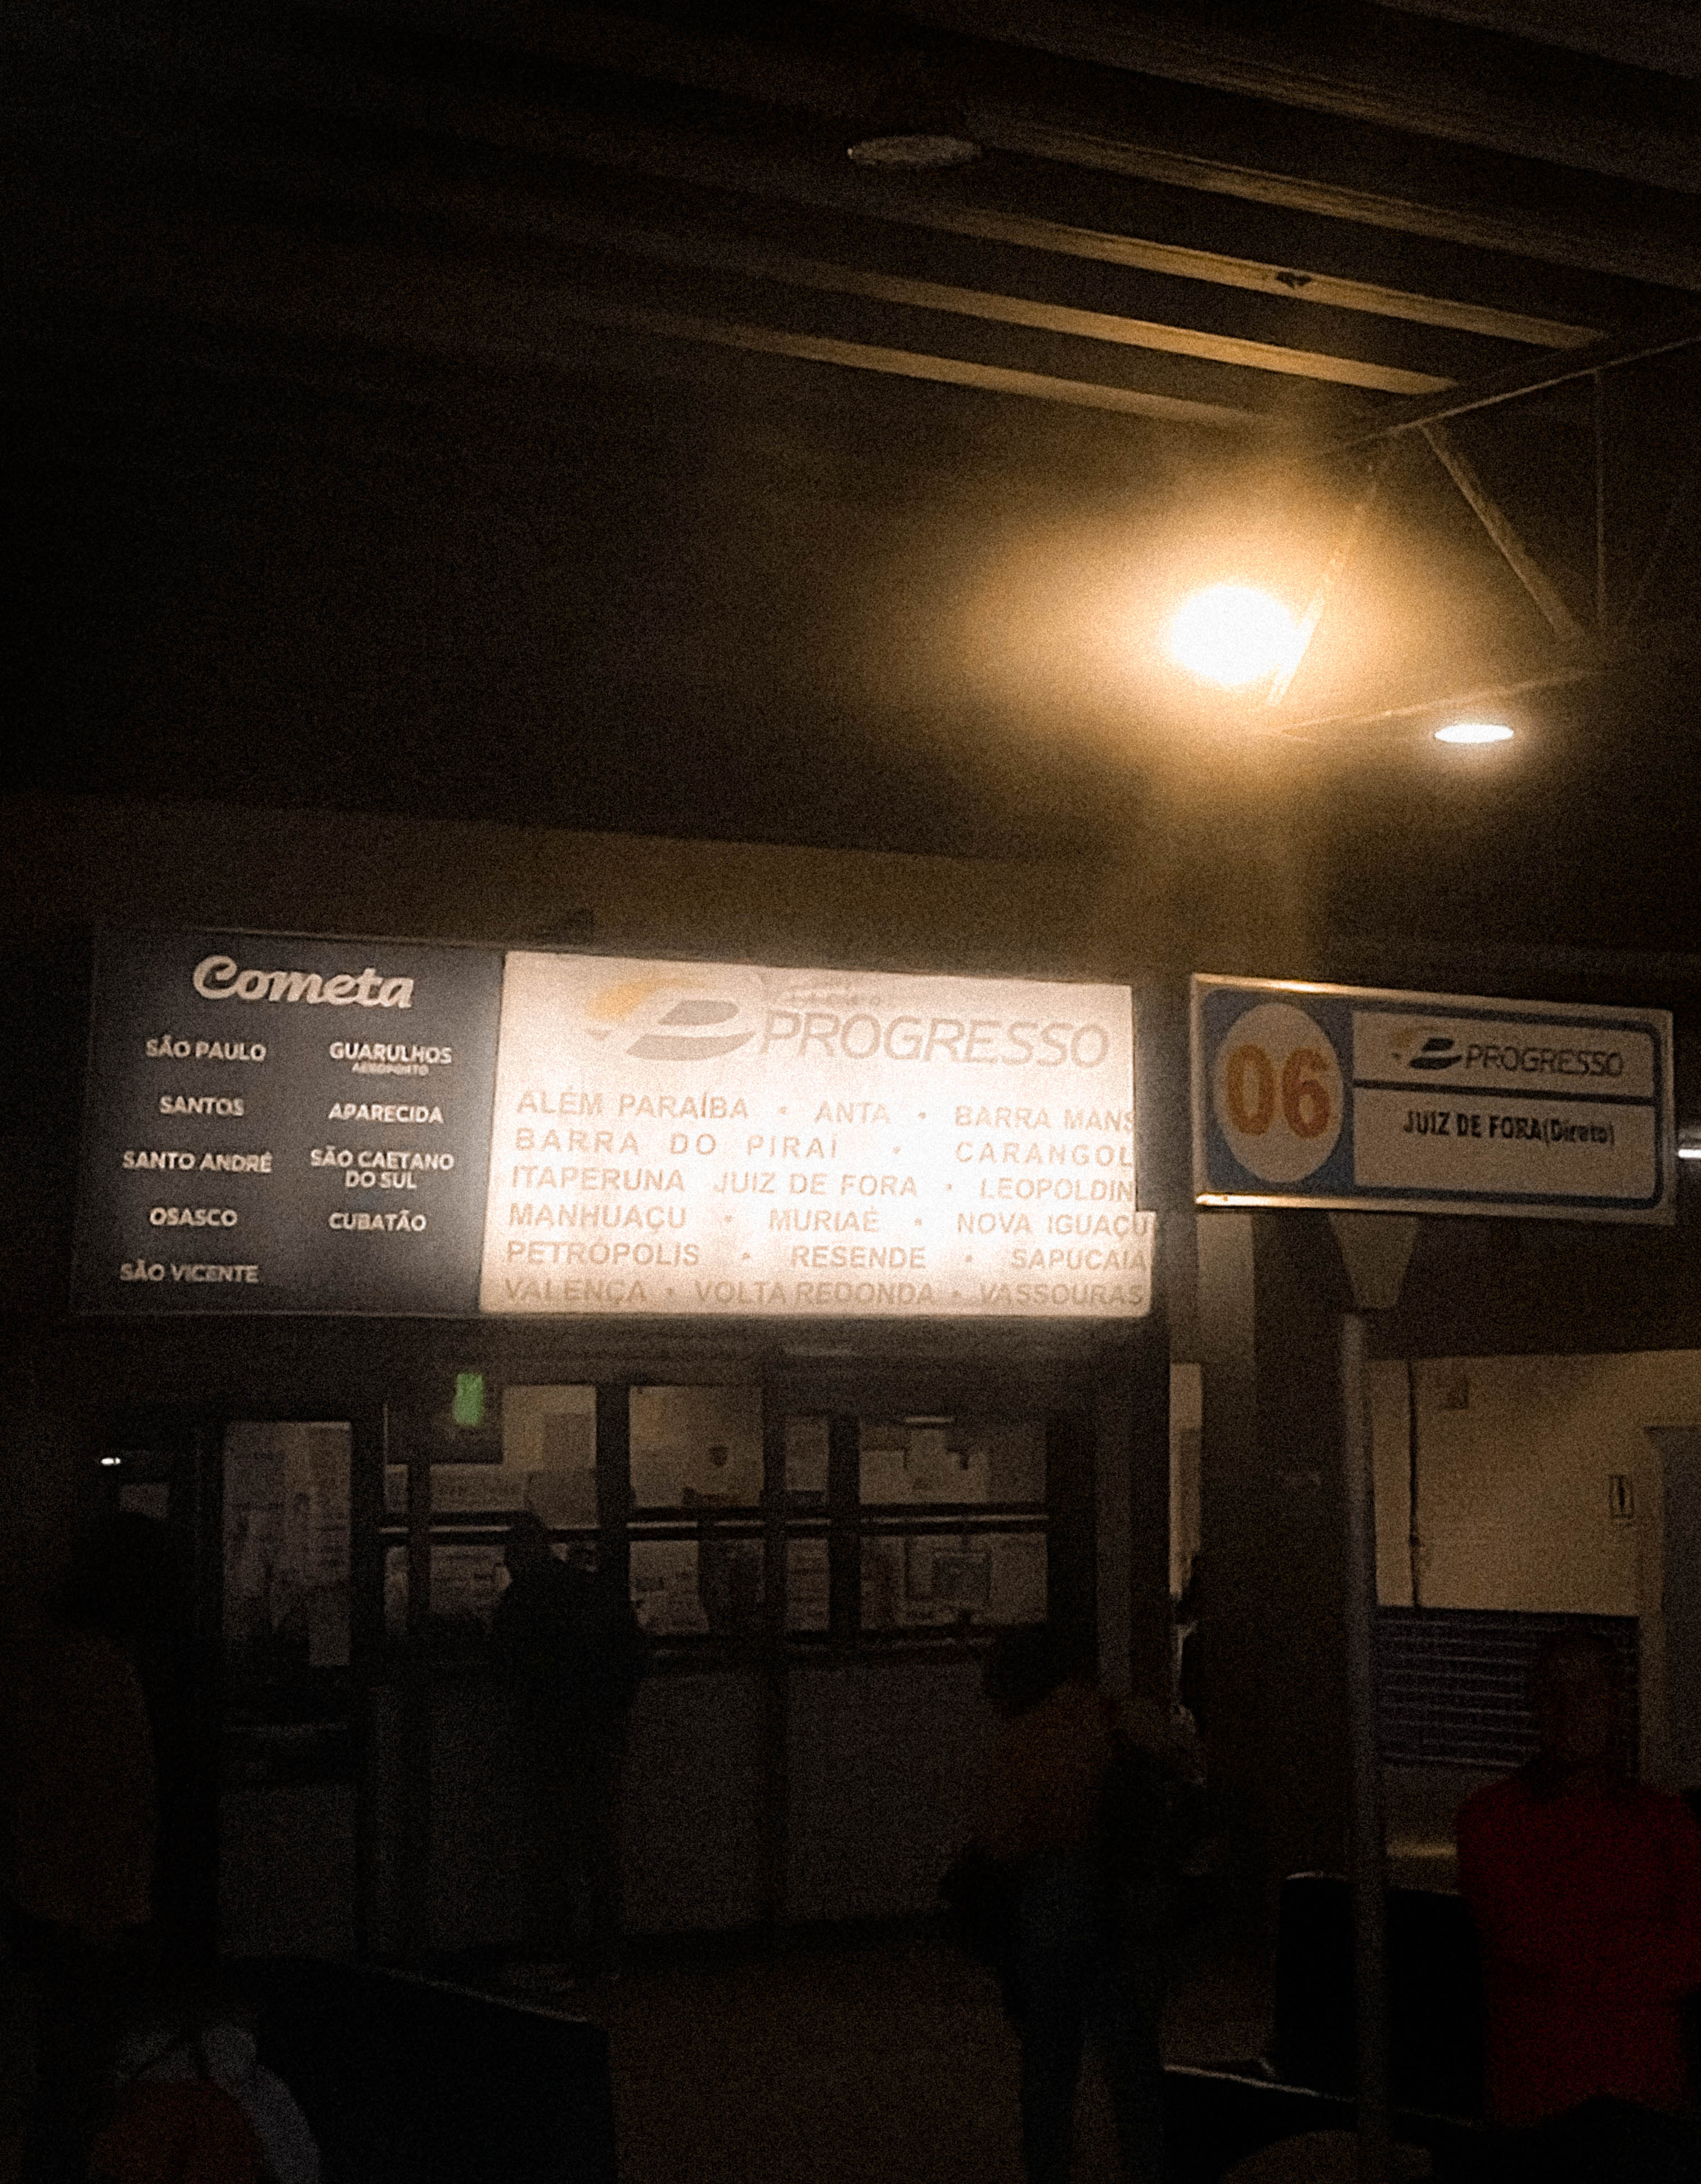 Cometa
SÃO PAULO
GUARULHOS
AEROPORTO
SANTOS
APARECIDA
SANTO ANDRÉ
SÃO CAETANO
DO SUL
OSASCO
CUBATÃO
SÃO VICENTE
PROGRESSO
ALÉM PARAÍBA • ANTA • BARRA MANS
BARRA DO PIRAÍ • CARANGOL
ITAPERUNA JUIZ DE FORA • LEOPOLDIN
MANHUAÇU • MURIAÉ • NOVA IGUAÇU
PETRÓPOLIS • RESENDE • SAPUCAIA
VALENÇA • VOLTA REDONDA • VASSOURAS
06
PROGRESSO
JUIZ DE FORA(Direto)